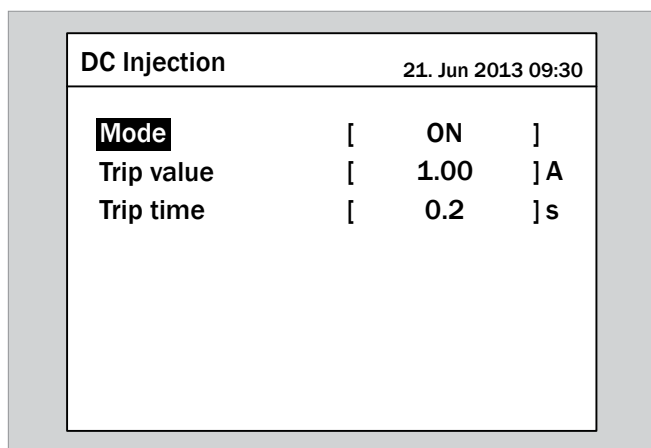 DC Injection 21. Jun 2013 09:30
Mode [ ON ]
Trip value [ 1.00 ] A
Trip time [ 0.2 ] s